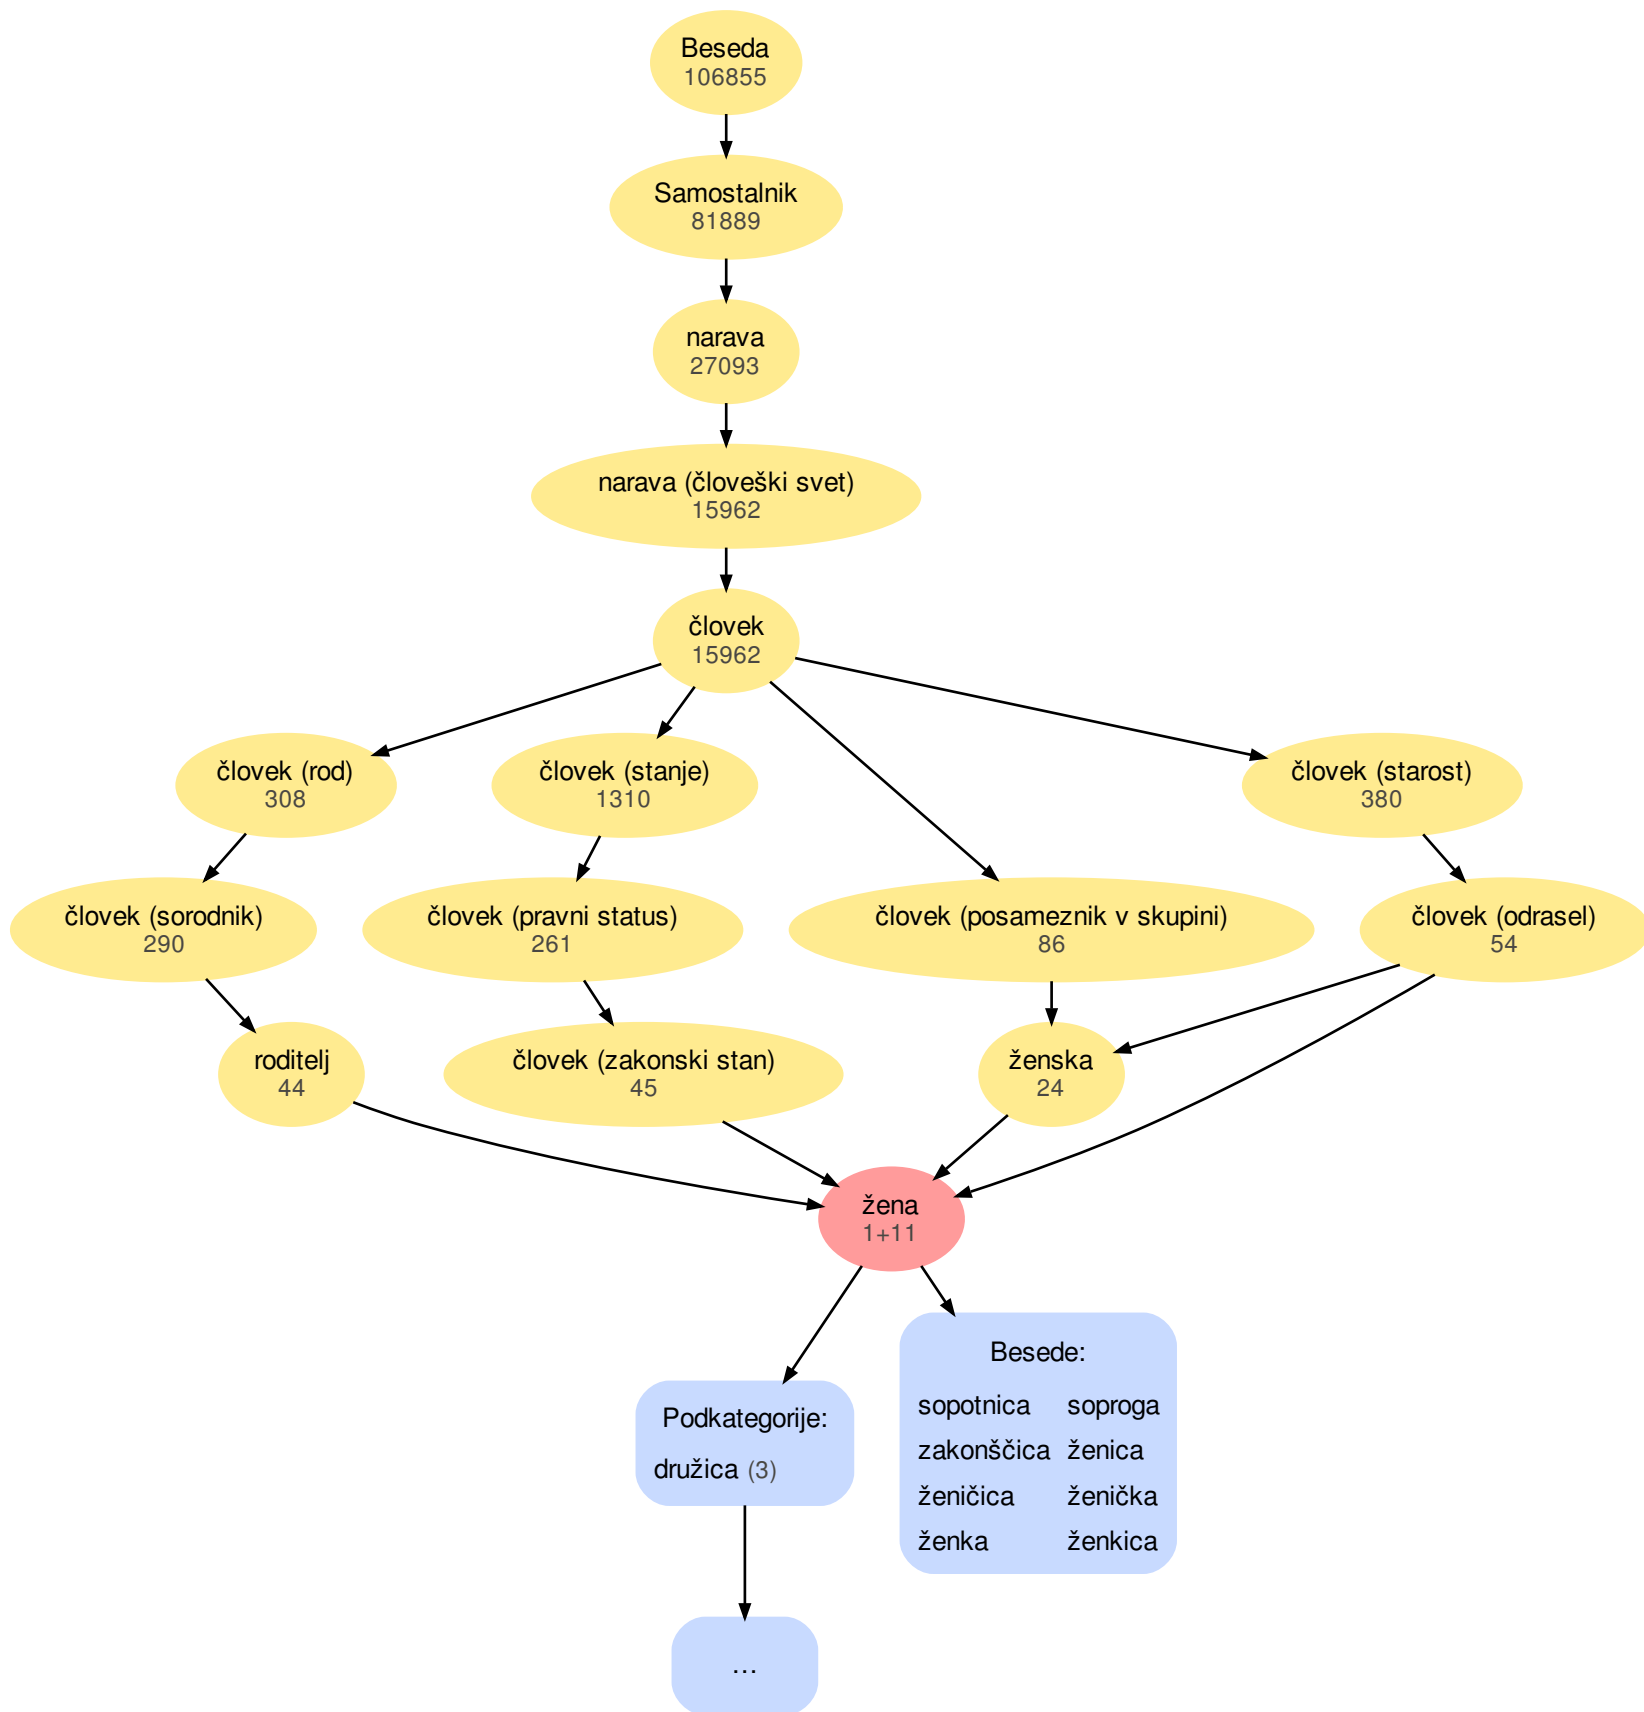 Beseda
106855
Samostalnik
81889
narava
27093
narava (človeški svet)
15962
človek
15962
človek (rod)
308
človek (stanje)
1310
človek (starost)
380
človek (sorodnik)
290
človek (pravni status)
261
človek (posameznik v skupini)
86
človek (odrasel)
54
roditelj
44
človek (zakonski stan)
45
ženska
24
žena
1+11
Podkategorije:
družica (3)
Besede:
sopotnica soproga
zakonščica ženica
ženičica ženička
ženka ženkica
...